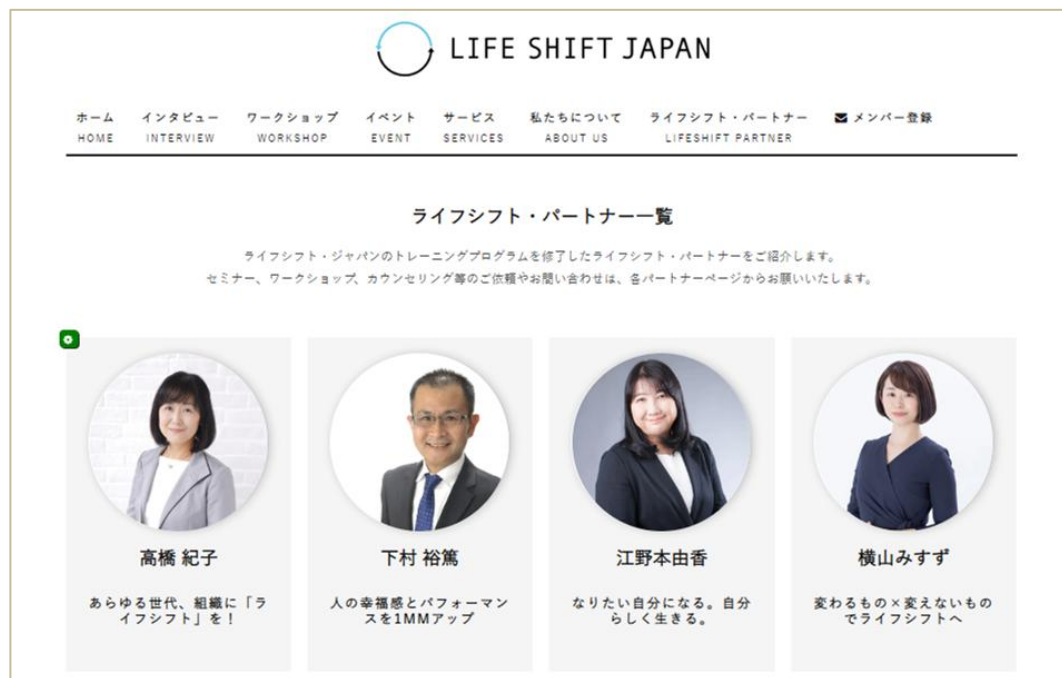 LIFE SHIFT JAPAN
ホーム インタビュー ワークショップ イベント サービス 私たちについて ライフシフト・パートナー メンバー登録
HOME INTERVIEW WORKSHOP EVENT SERVICES ABOUT US LIFESHIFT PARTNER
ライフシフト・パートナー一覧
ライフシフト・ジャパンのトレーニングプログラムを修了したライフシフト・パートナーをご紹介します。
セミナー、ワークショップ、カウンセリング等のご依頼やお問い合わせは、各パートナーページからお願いいたします。
高橋 紀子
あらゆる世代、組織に「ラ
イフシフト」を！
下村 裕篤
人の幸福感とパフォーマン
スを1MMアップ
江野本由香
なりたい自分になる。自分
らしく生きる。
横山みすず
変わるもの×変えないもの
でライフシフトへ